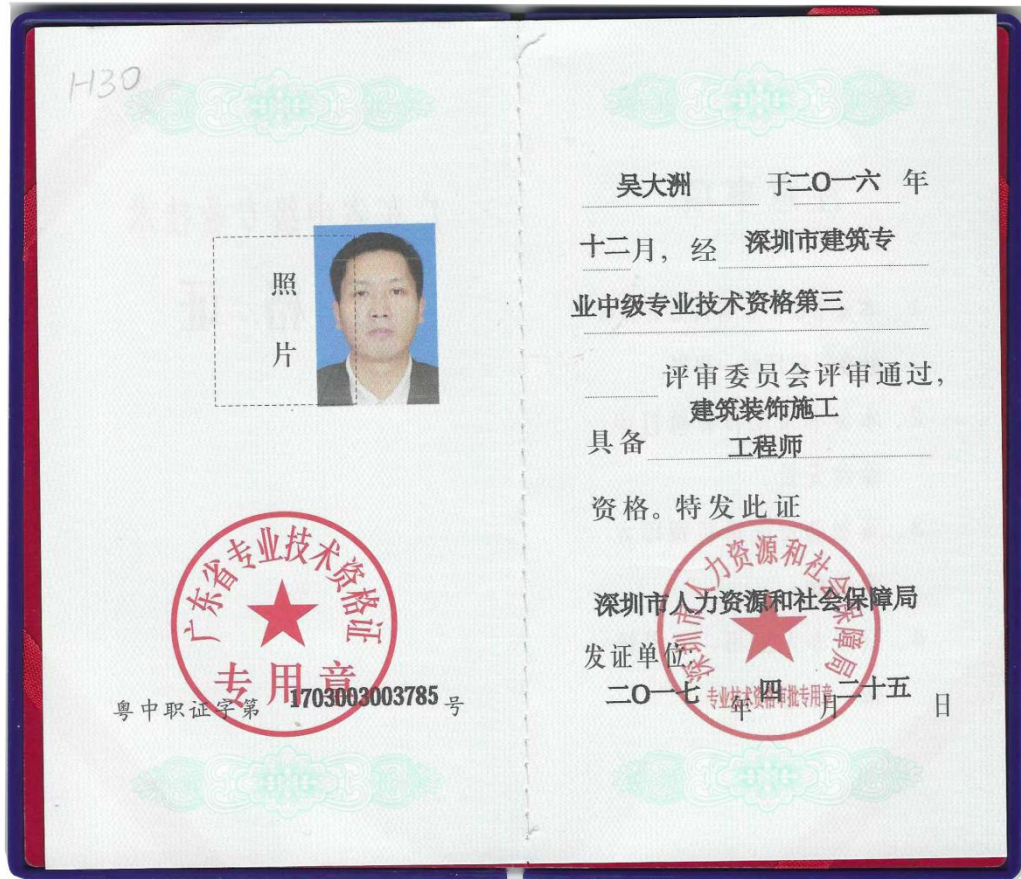 H30
照
片
广东省专业技术资格证
专用章
粤中职证字第 1703003003785 号
吴大洲 于二O一六 年
十二月，经 深圳市建筑专
业中级专业技术资格第三
评审委员会评审通过，
建筑装饰施工
具备 工程师
资格。特发此证
深圳市人力资源和社会保障局
深圳市人力资源和社会保障局
发证单位:
专业技术资格审批专用章
二O一七 年 四 月 二十五 日